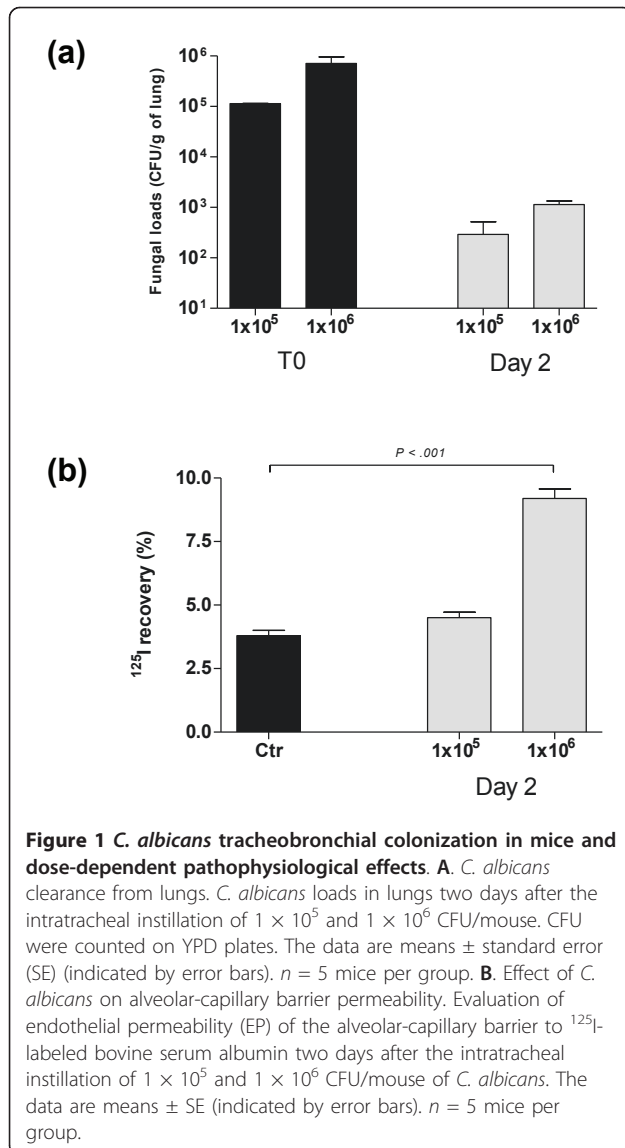 (a)
Fungal loads (CFU/g of lung)
10⁶
10⁵
10⁴
10³
10²
10¹
1x10⁵ 1x10⁶ 1x10⁵ 1x10⁶
T0 Day 2
(b)
P < .001
¹²⁵I recovery (%)
10.0
7.5
5.0
2.5
0.0
Ctr 1x10⁵ 1x10⁶
Day 2
Figure 1 C. albicans tracheobronchial colonization in mice and
dose-dependent pathophysiological effects. A. C. albicans
clearance from lungs. C. albicans loads in lungs two days after the
intratracheal instillation of 1 × 10⁵ and 1 × 10⁶ CFU/mouse. CFU
were counted on YPD plates. The data are means ± standard error
(SE) (indicated by error bars). n = 5 mice per group. B. Effect of C.
albicans on alveolar-capillary barrier permeability. Evaluation of
endothelial permeability (EP) of the alveolar-capillary barrier to ¹²⁵I-
labeled bovine serum albumin two days after the intratracheal
instillation of 1 × 10⁵ and 1 × 10⁶ CFU/mouse of C. albicans. The
data are means ± SE (indicated by error bars). n = 5 mice per
group.